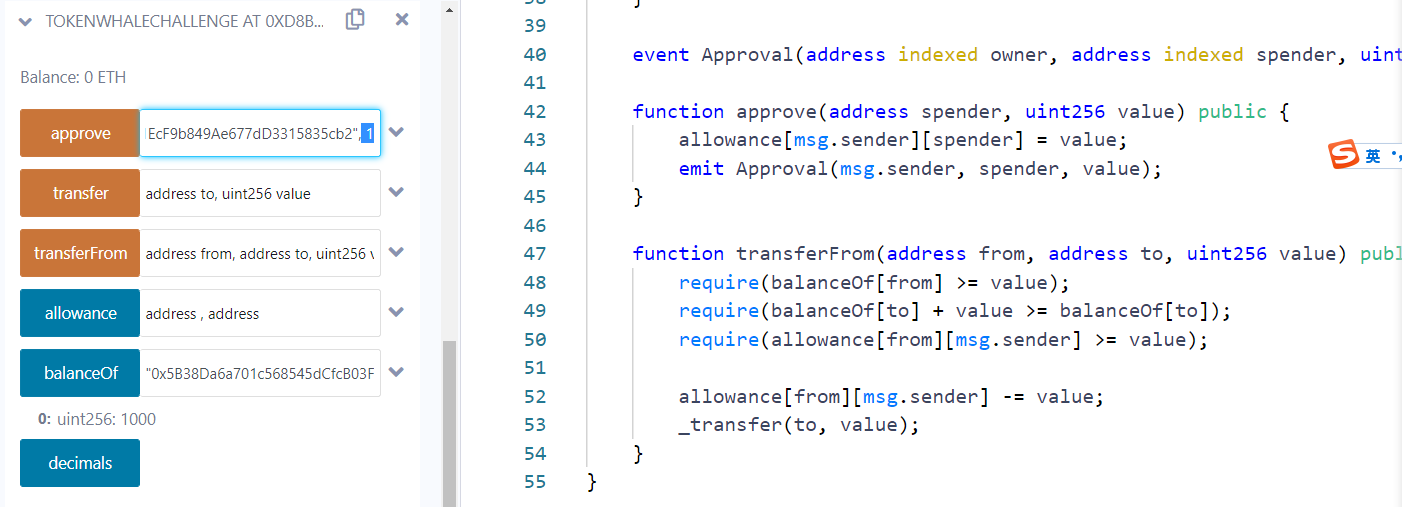 TOKENWHALECHALLENGE AT 0XD8B...
Balance: 0 ETH
approve
EcF9b849Ae677dD3315835cb2", 1
transfer
address to, uint256 value
transferFrom
address from, address to, uint256 v
allowance
address , address
balanceOf
"0x5B38Da6a701c568545dCfcB03F
0: uint256: 1000
decimals
39
40 event Approval(address indexed owner, address indexed spender, uint
41
42 function approve(address spender, uint256 value) public {
43 allowance[msg.sender][spender] = value;
44 emit Approval(msg.sender, spender, value);
45 }
46
47 function transferFrom(address from, address to, uint256 value) publ
48 require(balanceOf[from] >= value);
49 require(balanceOf[to] + value >= balanceOf[to]);
50 require(allowance[from][msg.sender] >= value);
51
52 allowance[from][msg.sender] -= value;
53 _transfer(to, value);
54 }
55 }
S 英